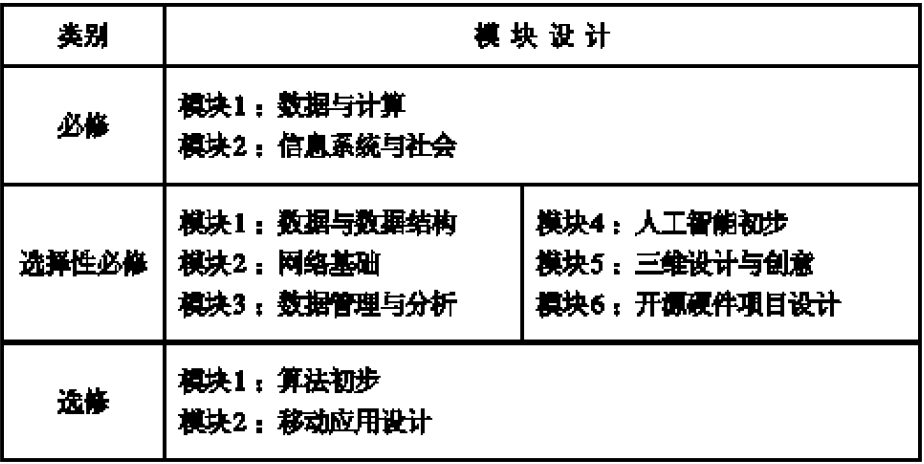 类别
模块设计
必修
模块1：数据与计算
模块2：信息系统与社会
选择性必修
模块1：数据与数据结构
模块2：网络基础
模块3：数据管理与分析
模块4：人工智能初步
模块5：三维设计与创意
模块6：开源硬件项目设计
选修
模块1：算法初步
模块2：移动应用设计